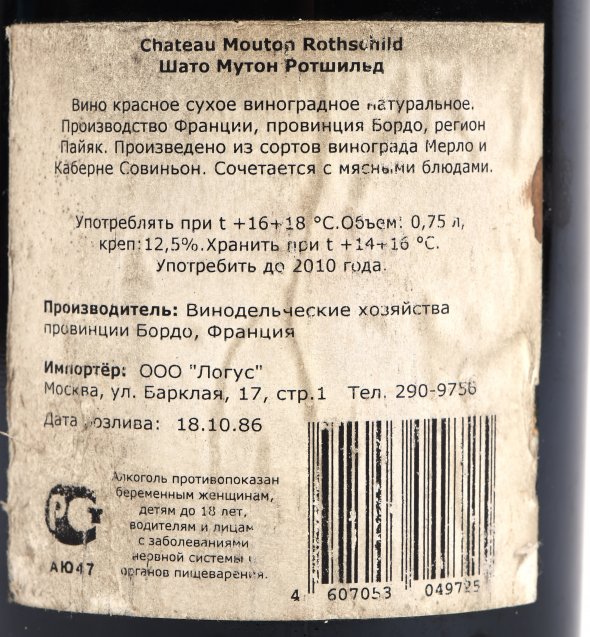 Chateau Mouton Rothschild
Шато Мутон Ротшильд
Вино красное сухое виноградное натуральное.
Производство Франции, провинция Бордо, регион
Пайяк. Произведено из сортов винограда Мерло и
Каберне Совиньон. Сочетается с мясными блюдами.
Употреблять при t +16+18 °С.Объем: 0,75 л,
креп:12,5%.Хранить при t +14+16 °С.
Употребить до 2010 года.
Производитель: Винодельческие хозяйства
провинции Бордо, Франция
Импортёр: ООО "Логус"
Москва, ул. Барклая, 17, стр.1 Тел. 290-9756
Дата розлива: 18.10.86
Алкоголь противопоказан
беременным женщинам,
детям до 18 лет,
водителям и лицам
с заболеваниями
нервной системы и
органов пищеварения.
РСТ
АЮ47
4 607053 049725